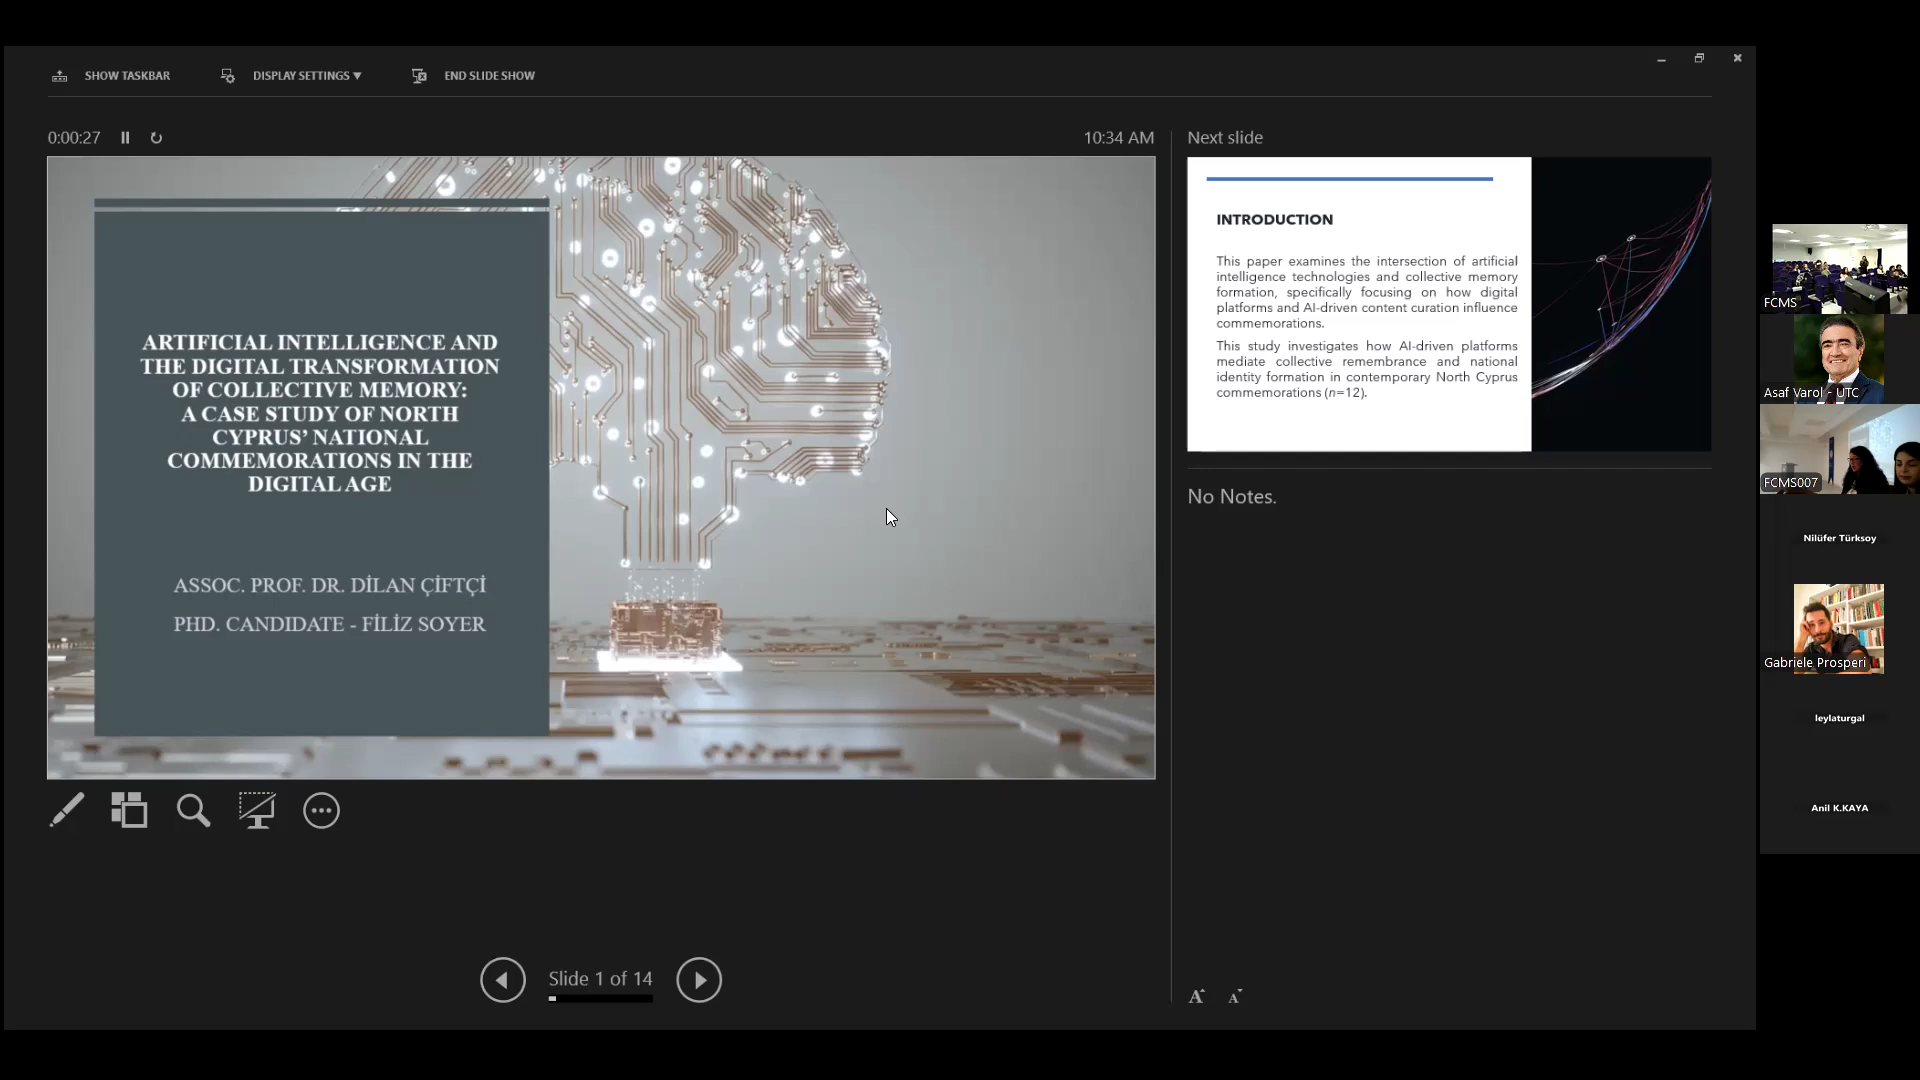 SHOW TASKBAR
DISPLAY SETTINGS ▼
END SLIDE SHOW
0:00:27
10:34 AM
ARTIFICIAL INTELLIGENCE AND
THE DIGITAL TRANSFORMATION
OF COLLECTIVE MEMORY:
A CASE STUDY OF NORTH
CYPRUS' NATIONAL
COMMEMORATIONS IN THE
DIGITAL AGE
ASSOC. PROF. DR. DİLAN ÇİFTÇİ
PHD. CANDIDATE - FİLİZ SOYER
Slide 1 of 14
Next slide
INTRODUCTION
This paper examines the intersection of artificial
intelligence technologies and collective memory
formation, specifically focusing on how digital
platforms and AI-driven content curation influence
commemorations.
This study investigates how AI-driven platforms
mediate collective remembrance and national
identity formation in contemporary North Cyprus
commemorations (n=12).
No Notes.
A A
FCMS
Asaf Varol - UTC
FCMS007
Nilüfer Türksoy
Gabriele Prosperi
leylaturgal
Anil K.KAYA